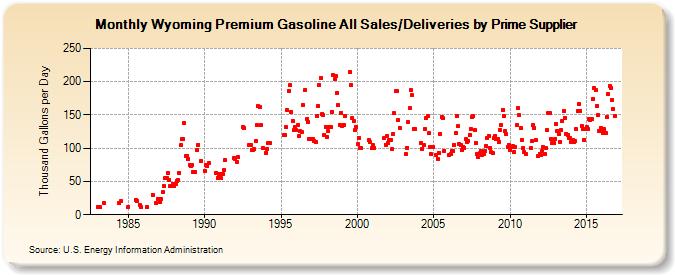 Monthly Wyoming Premium Gasoline All Sales/Deliveries by Prime Supplier
Thousand Gallons per Day
250
200
150
100
50
0
1985 1990 1995 2000 2005 2010 2015
Source: U.S. Energy Information Administration